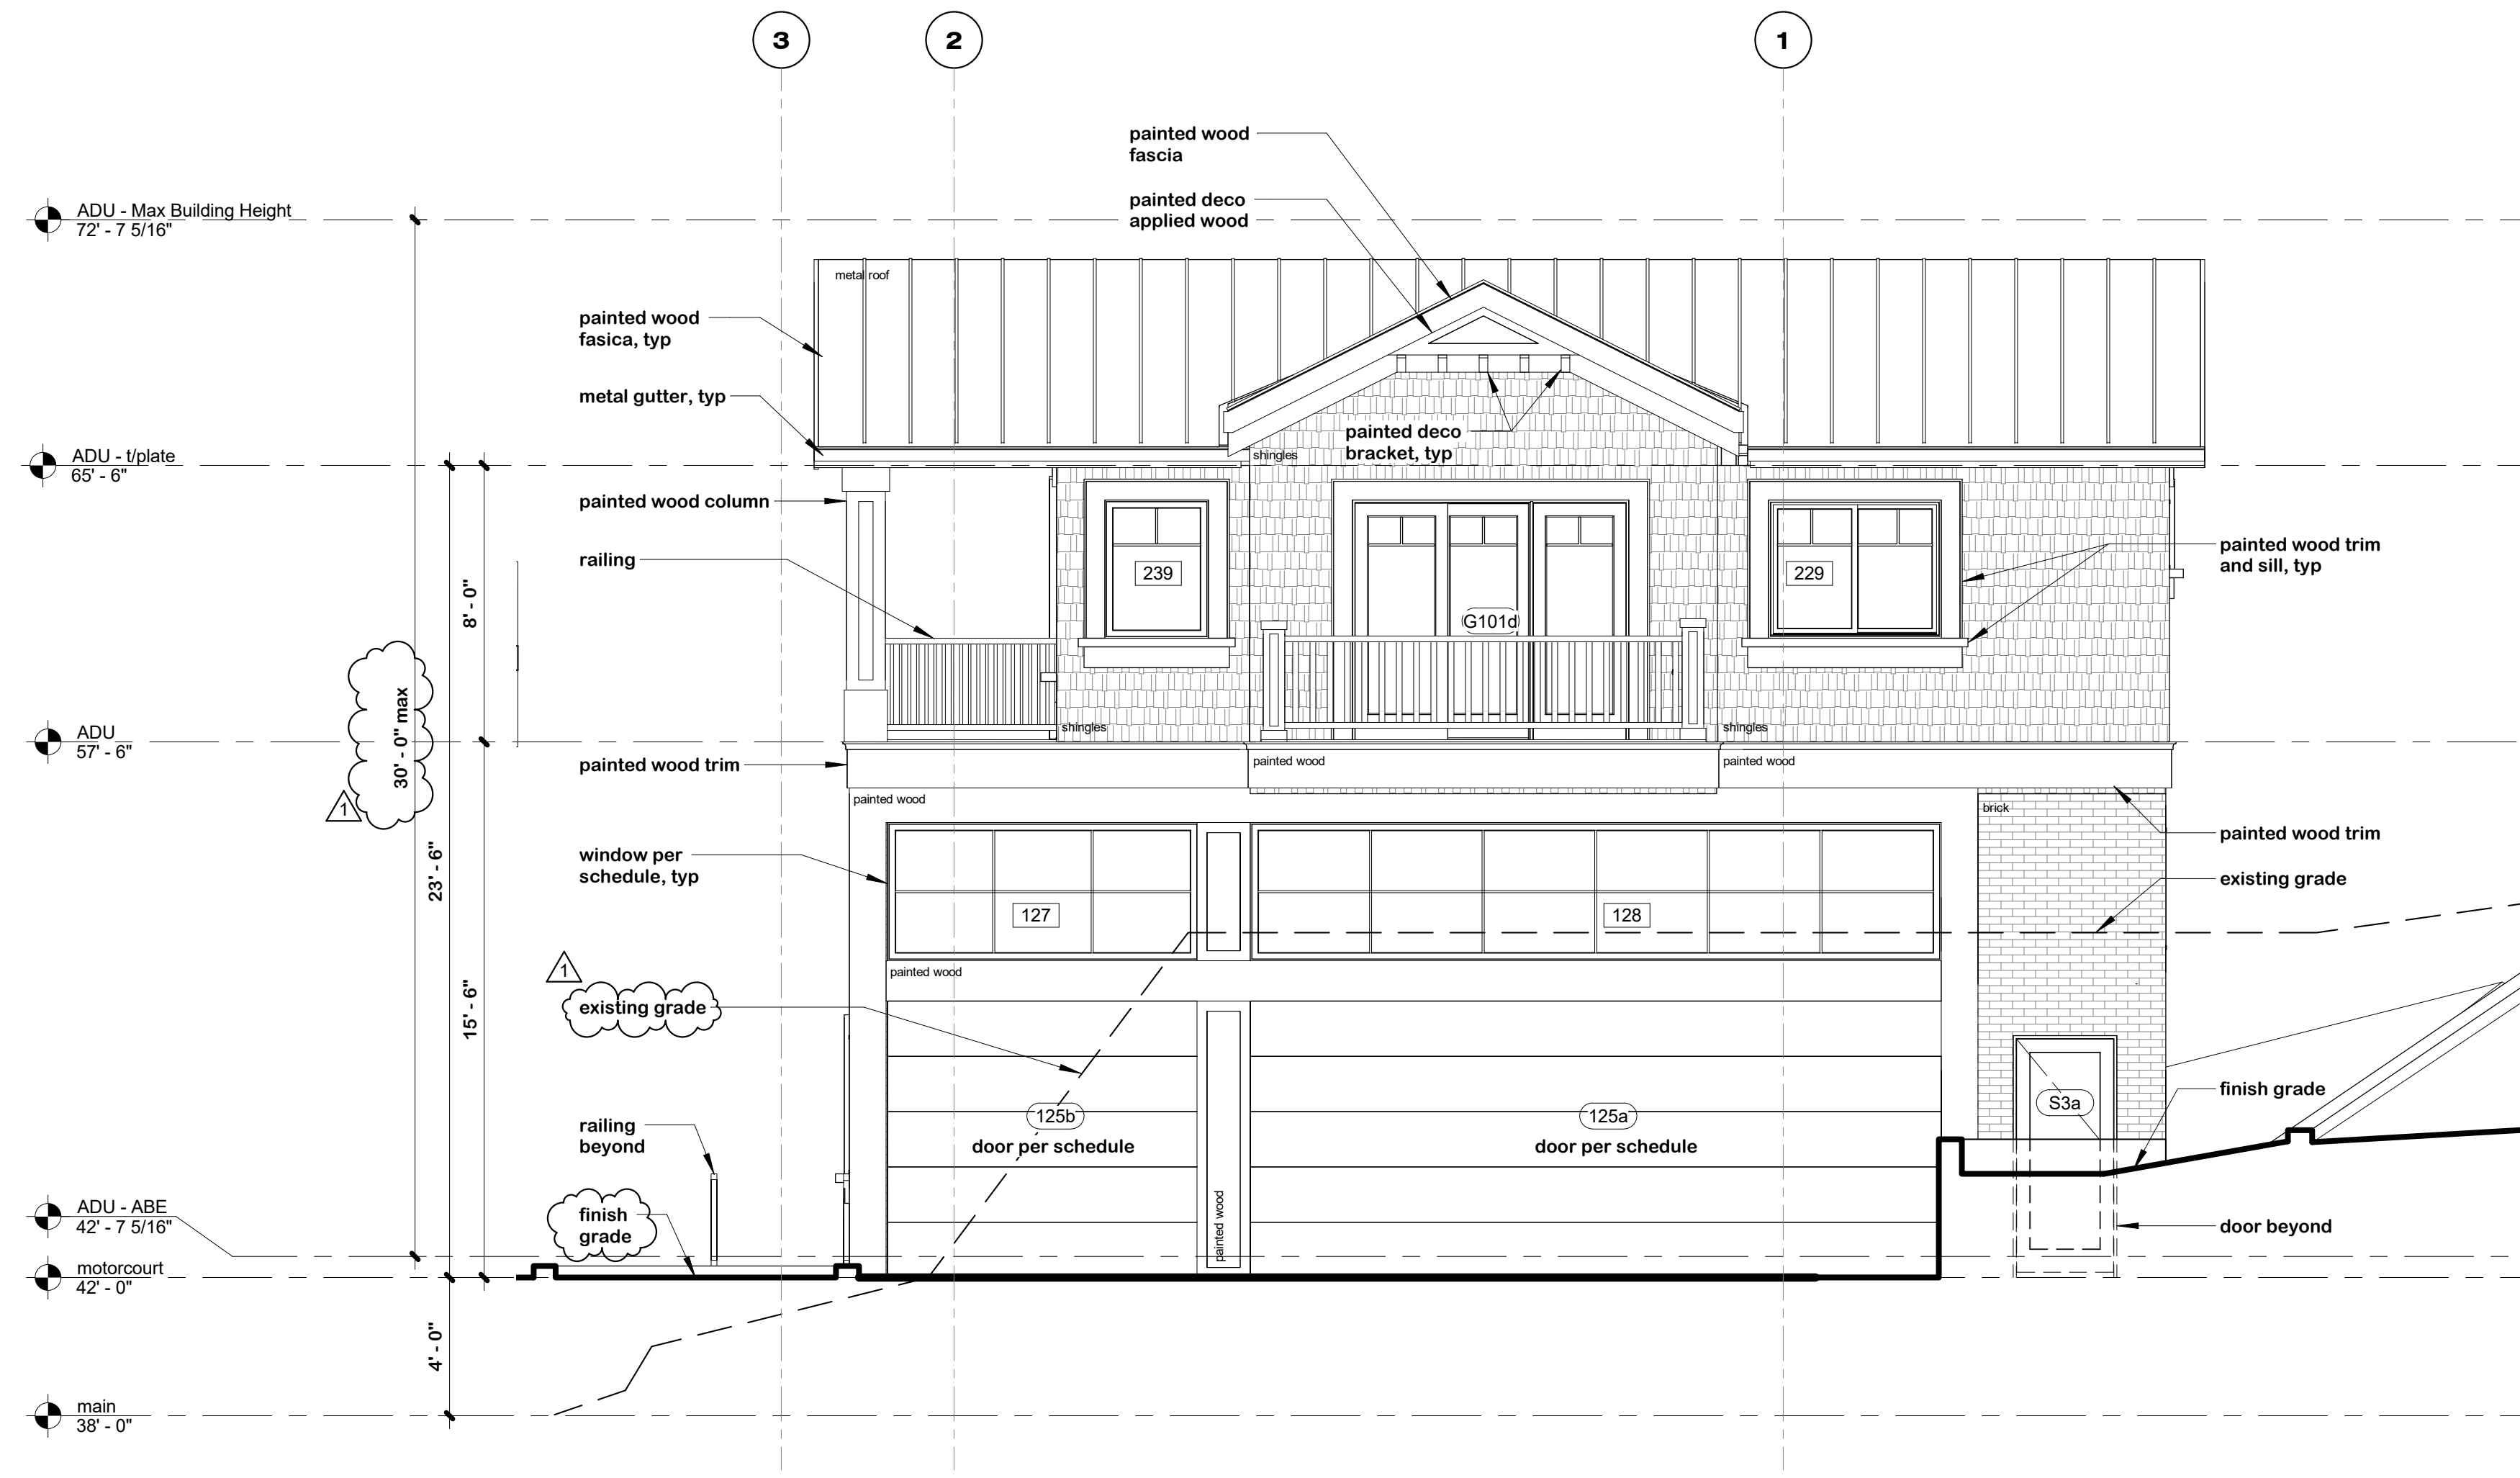 3
2
1
painted wood
fascia
painted deco
applied wood
ADU - Max Building Height
72' - 7 5/16"
metal roof
painted wood
fasica, typ
metal gutter, typ
painted deco
bracket, typ
shingles
ADU - t/plate
65' - 6"
painted wood column
railing
8' - 0"
239
G101d
229
painted wood trim
and sill, typ
shingles
shingles
ADU
57' - 6"
30' - 0" max
1
painted wood trim
painted wood
painted wood
painted wood
brick
painted wood trim
window per
schedule, typ
23' - 6"
existing grade
127
128
1
painted wood
existing grade
15' - 6"
125b
door per schedule
125a
door per schedule
S3a
finish grade
railing
beyond
painted wood
ADU - ABE
42' - 7 5/16"
finish
grade
door beyond
motorcourt
42' - 0"
4' - 0"
main
38' - 0"